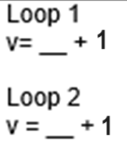 Loop 1
v= __ + 1
Loop 2
v = __ + 1